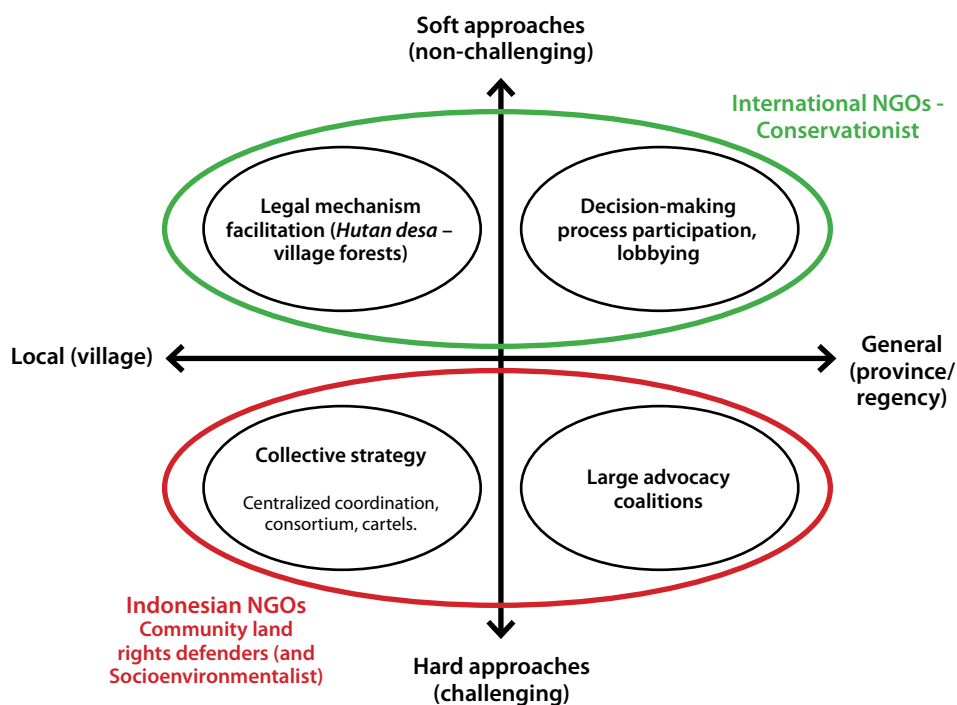 Soft approaches
(non-challenging)
International NGOs -
Conservationist
Legal mechanism
facilitation (Hutan desa –
village forests)
Decision-making
process participation,
lobbying
Local (village)
General
(province/
regency)
Collective strategy
Centralized coordination,
consortium, cartels.
Large advocacy
coalitions
Indonesian NGOs
Community land
rights defenders (and
Socioenvironmentalist)
Hard approaches
(challenging)